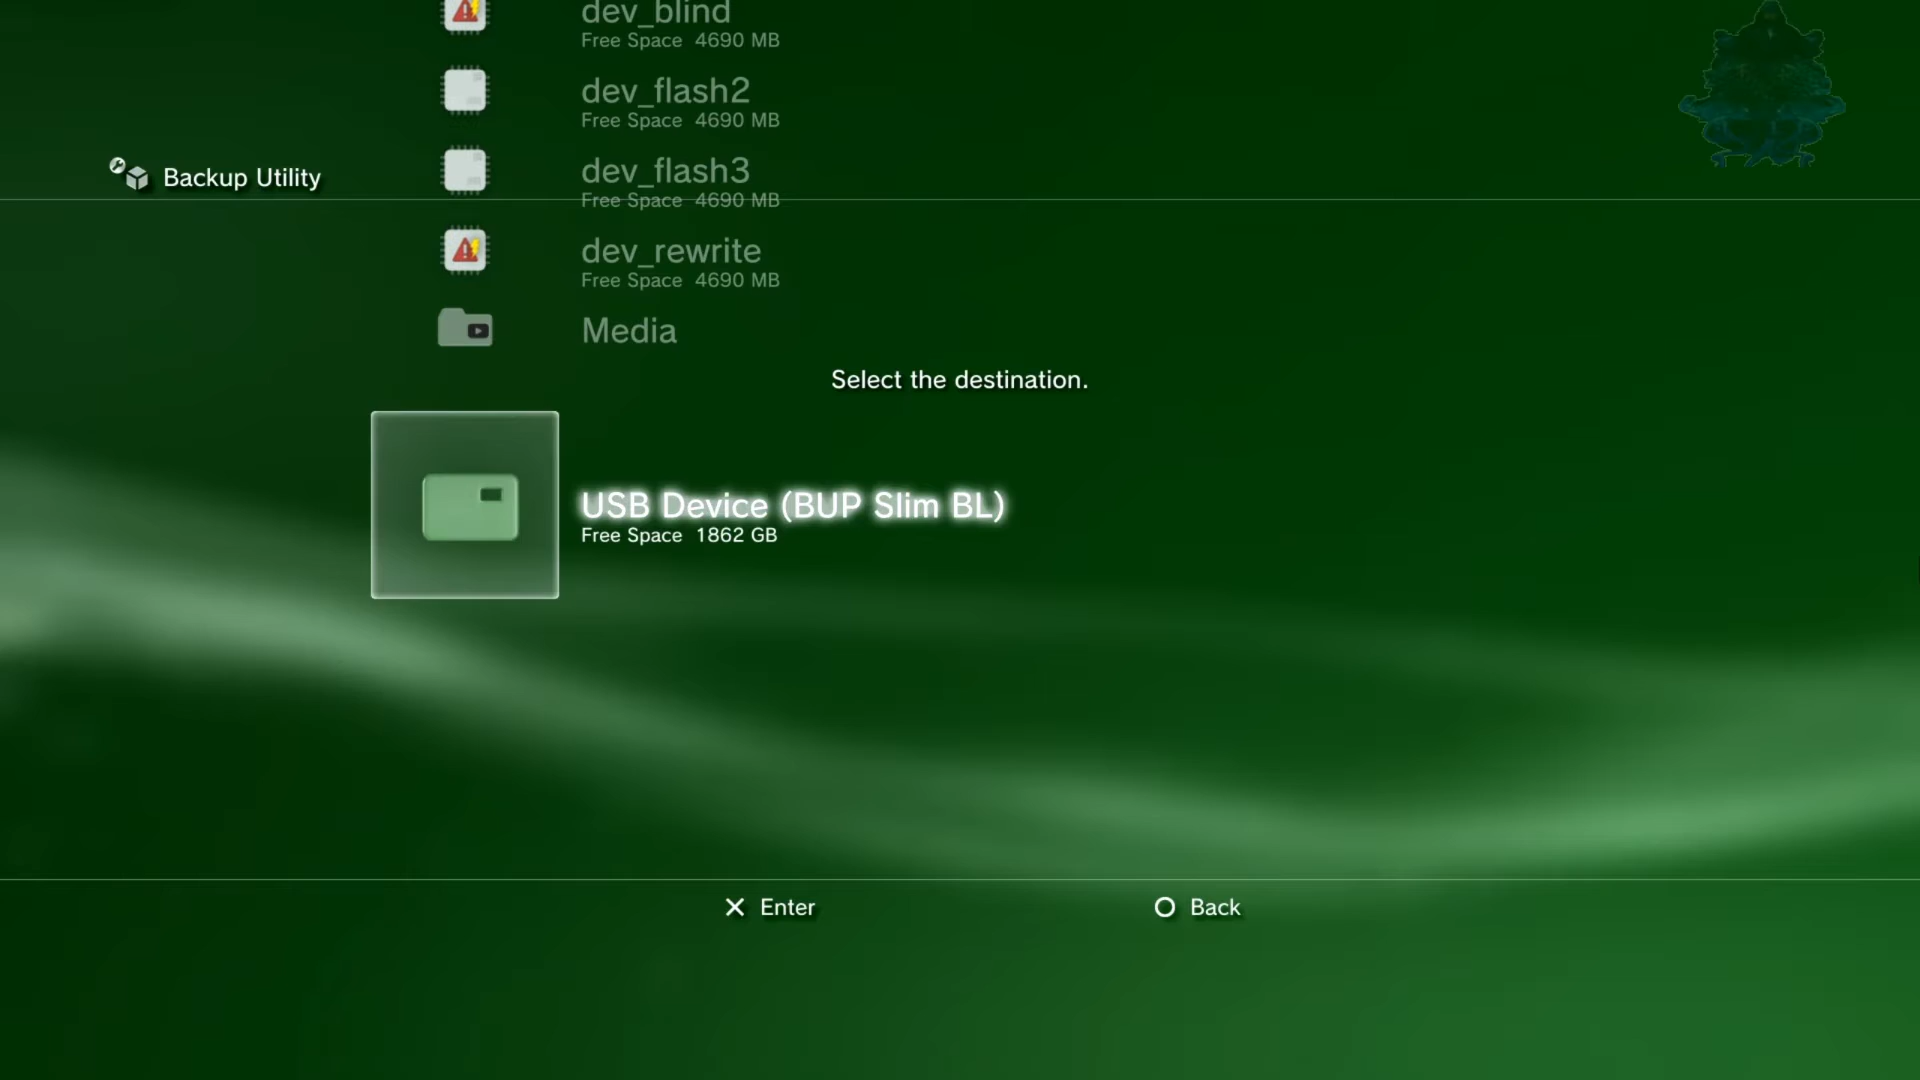 dev_blind
Free Space 4690 MB
dev_flash2
Free Space 4690 MB
Backup Utility
dev_flash3
Free Space 4690 MB
dev_rewrite
Free Space 4690 MB
Media
Select the destination.
USB Device (BUP Slim BL)
Free Space 1862 GB
Enter
Back